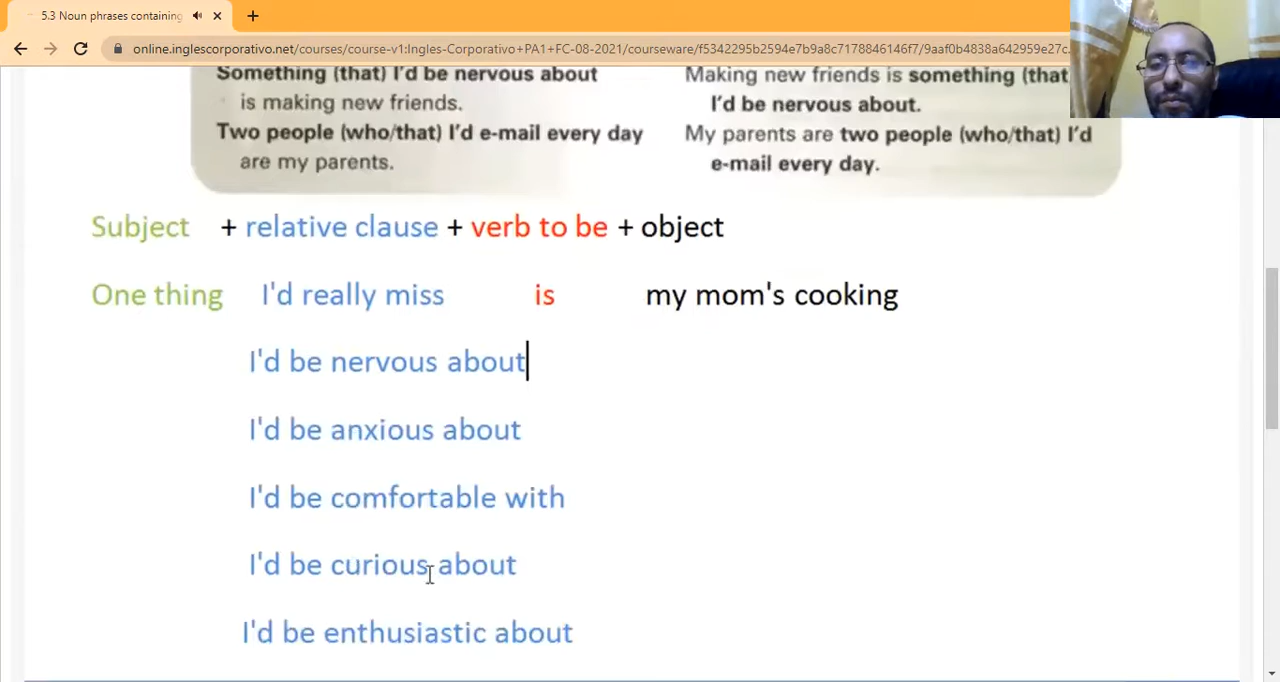 5.3 Noun phrases containing
online.inglescorporativo.net/courses/course-v1:Ingles-Corporativo+PA1+FC-08-2021/courseware/f5342295b2594e7b9a8c7178846146f7/9aaf0b4838a642959e27c.
Something (that) I'd be nervous about
is making new friends.
Two people (who/that) I'd e-mail every day
are my parents.
Making new friends is something (that
I'd be nervous about.
My parents are two people (who/that) I'd
e-mail every day.
Subject + relative clause + verb to be + object
One thing I'd really miss is my mom's cooking
I'd be nervous about
I'd be anxious about
I'd be comfortable with
I'd be curious about
I'd be enthusiastic about